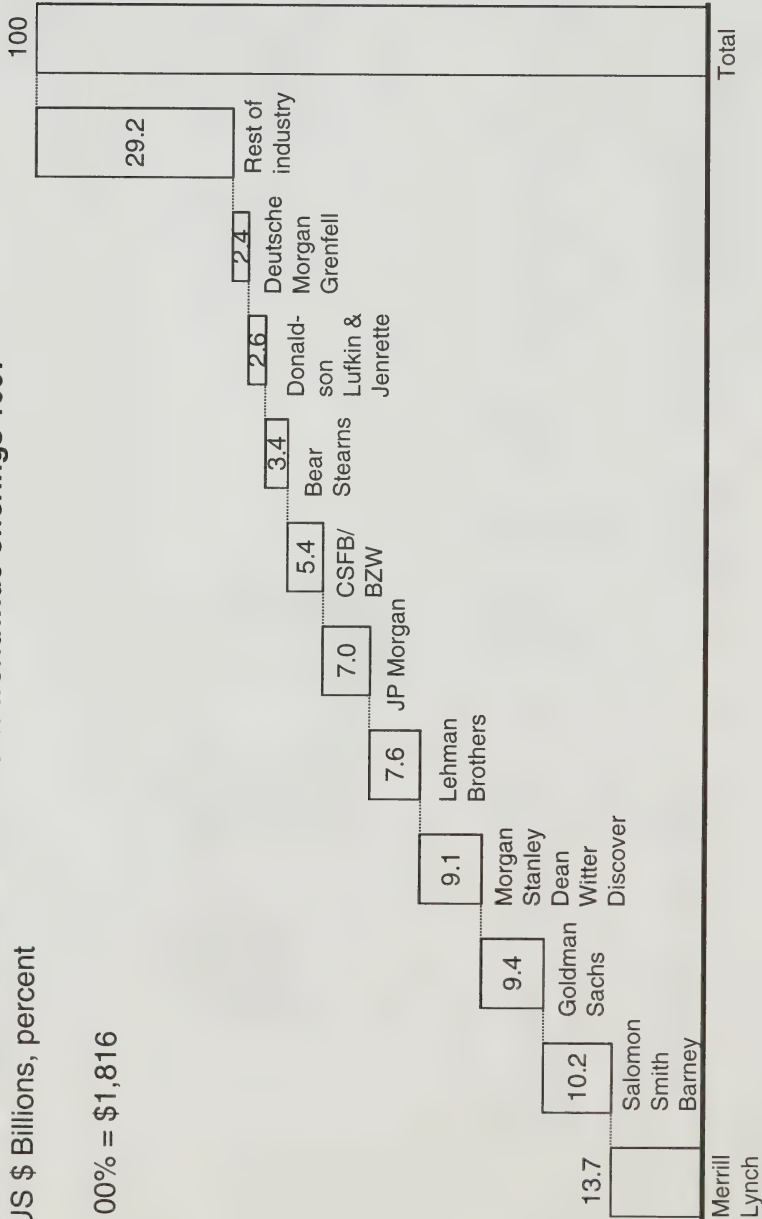 worldwide offerings 1997
US $ Billions, percent
00% = $1,816
13.7
10.2
9.4
9.1
7.6
7.0
5.4
3.4
2.6
2.4
29.2
100
Merrill
Lynch
Salomon
Smith
Barney
Goldman
Sachs
Morgan
Stanley
Dean
Witter
Discover
Lehman
Brothers
JP Morgan
CSFB/
BZW
Bear
Stearns
Donald-
son
Lufkin &
Jenrette
Deutsche
Morgan
Grenfell
Rest of
industry
Total